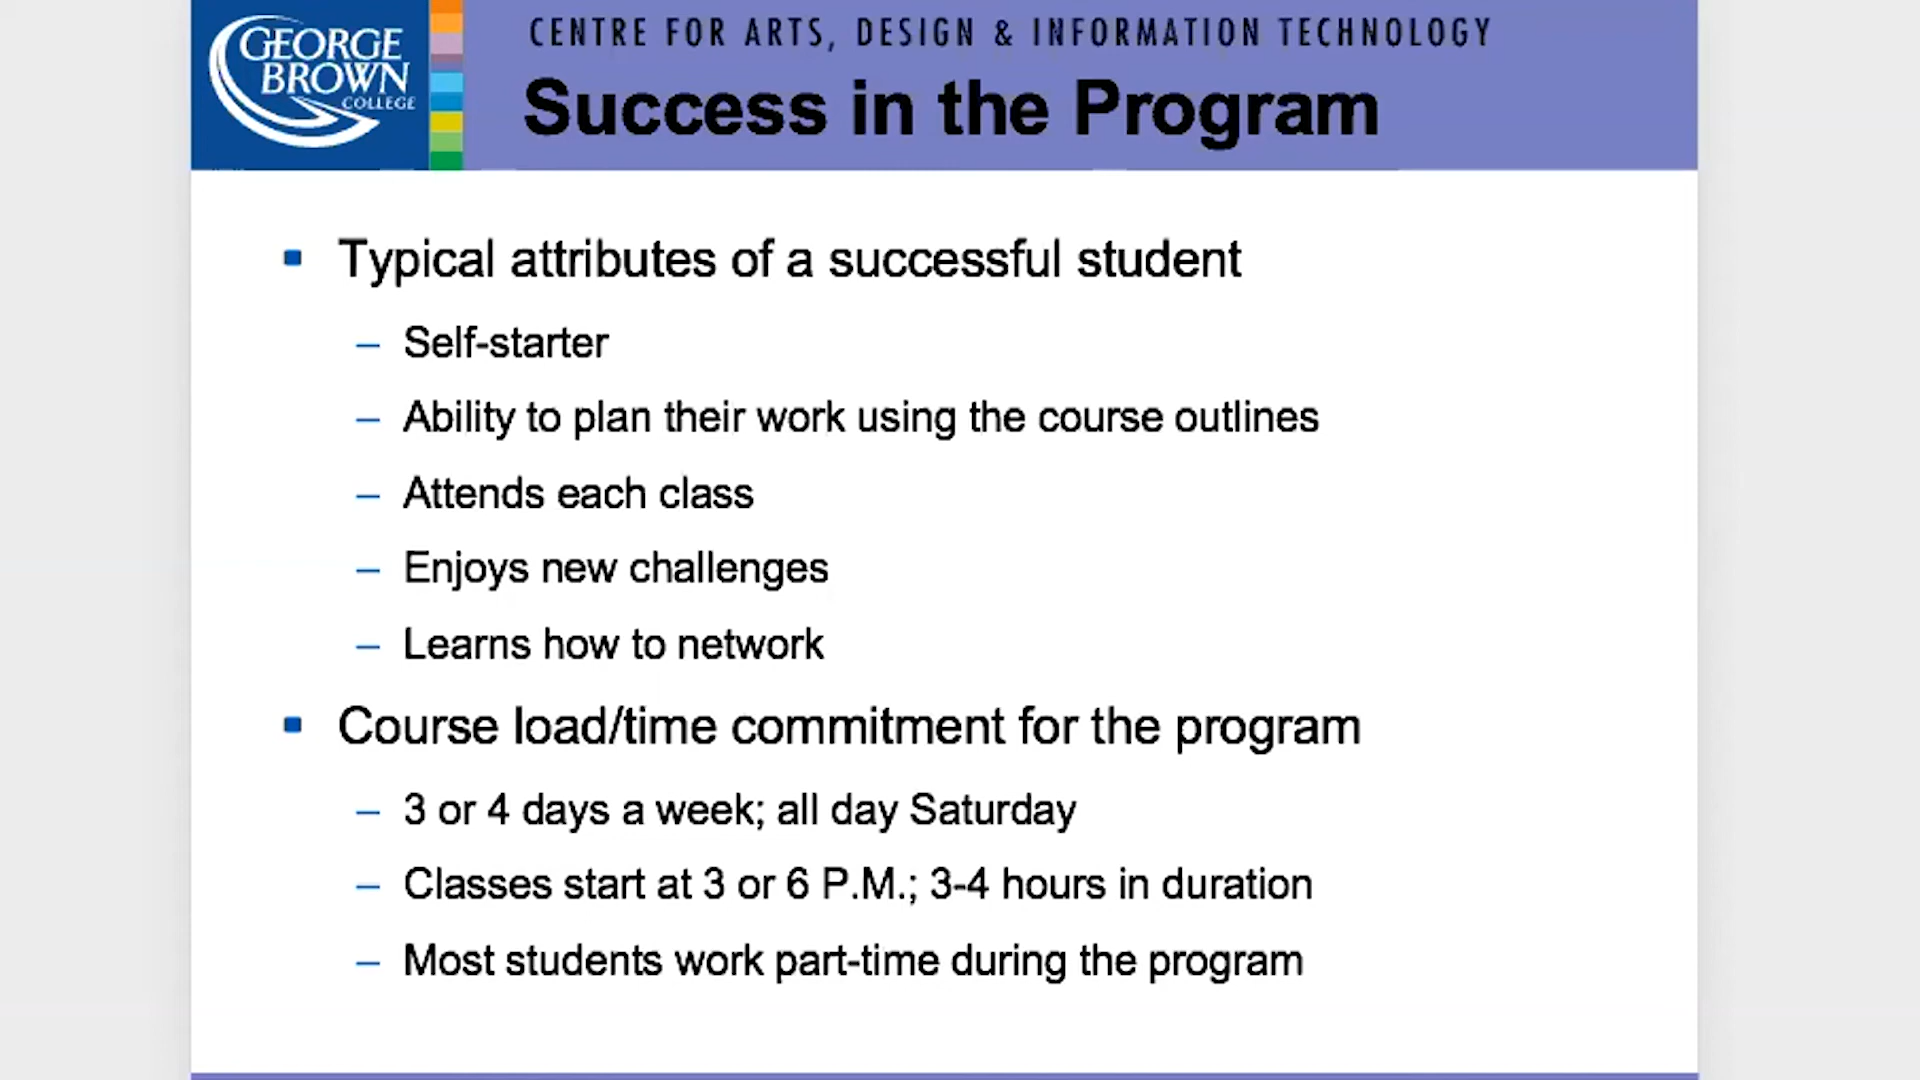 GEORGE
BROWN
COLLEGE
CENTRE FOR ARTS, DESIGN & INFORMATION TECHNOLOGY
Success in the Program
▪ Typical attributes of a successful student
– Self-starter
– Ability to plan their work using the course outlines
– Attends each class
– Enjoys new challenges
– Learns how to network
▪ Course load/time commitment for the program
– 3 or 4 days a week; all day Saturday
– Classes start at 3 or 6 P.M.; 3-4 hours in duration
– Most students work part-time during the program